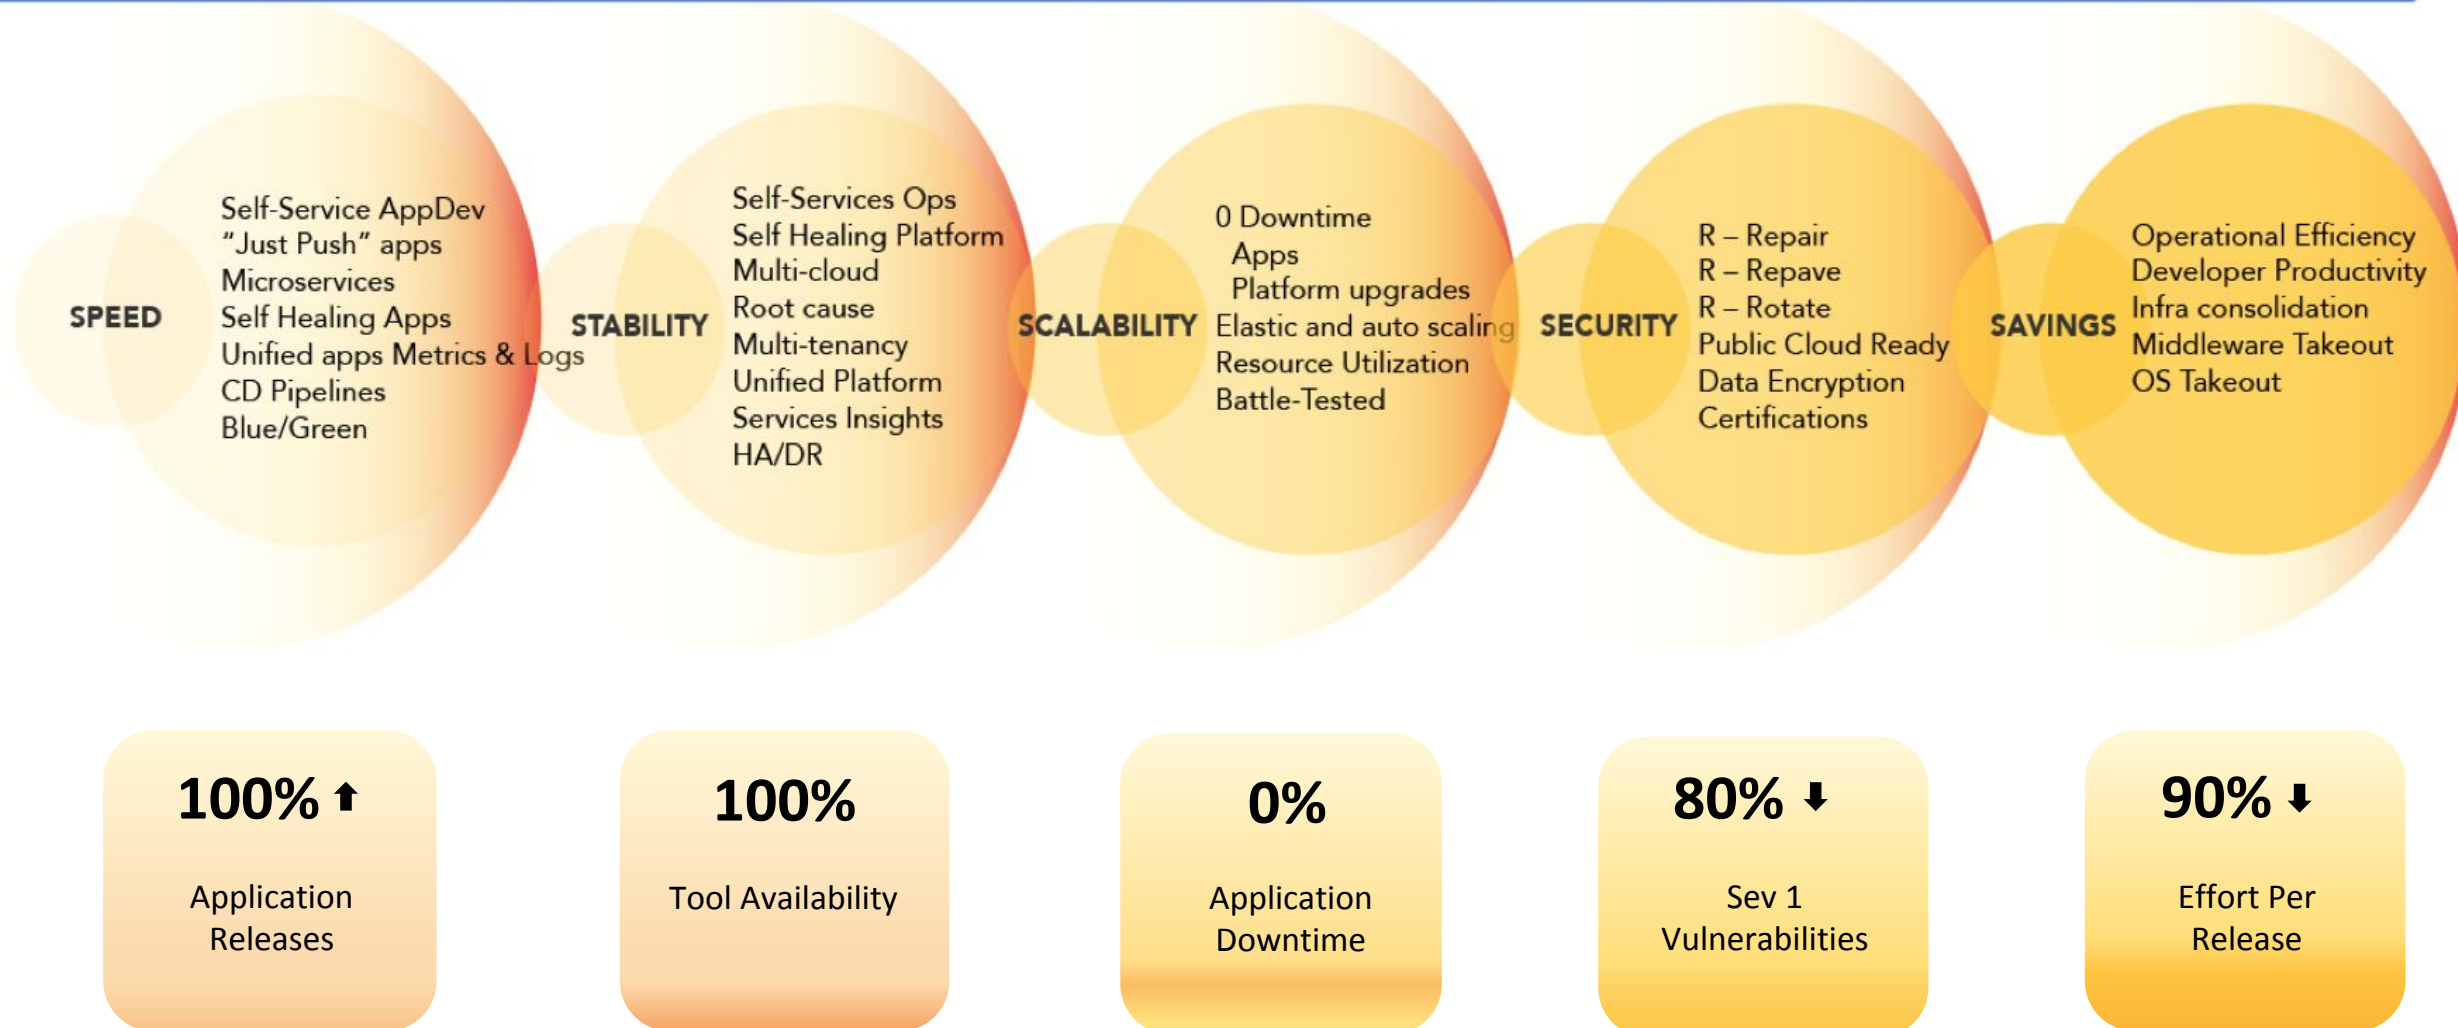 SPEED
Self-Service AppDev
"Just Push" apps
Microservices
Self Healing Apps
Unified apps Metrics & Logs
CD Pipelines
Blue/Green
STABILITY
Self-Services Ops
Self Healing Platform
Multi-cloud
Root cause
Multi-tenancy
Unified Platform
Services Insights
HA/DR
SCALABILITY
0 Downtime
Apps
Platform upgrades
Elastic and auto scaling
Resource Utilization
Battle-Tested
SECURITY
R – Repair
R – Repave
R – Rotate
Public Cloud Ready
Data Encryption
Certifications
SAVINGS
Operational Efficiency
Developer Productivity
Infra consolidation
Middleware Takeout
OS Takeout
100%
Application
Releases
100%
Tool Availability
0%
Application
Downtime
80%
Sev 1
Vulnerabilities
90%
Effort Per
Release